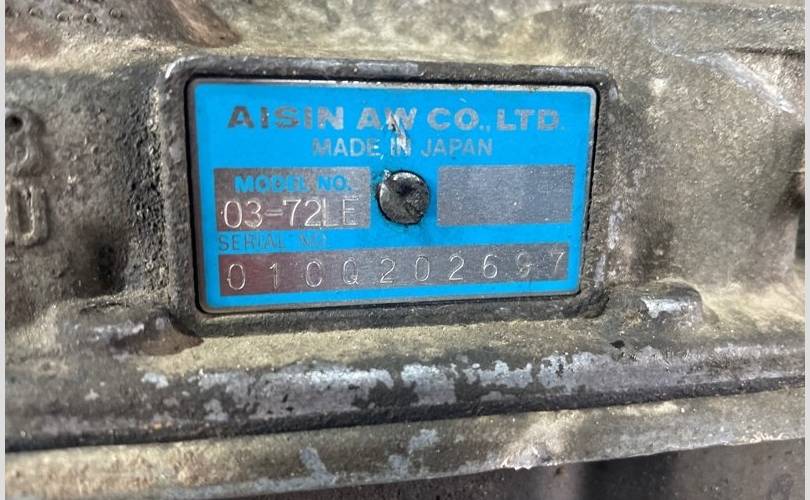 AISIN AW CO., LTD.
MADE IN JAPAN
MODEL NO.
03-72LE
SERIAL NO.
010Q202697